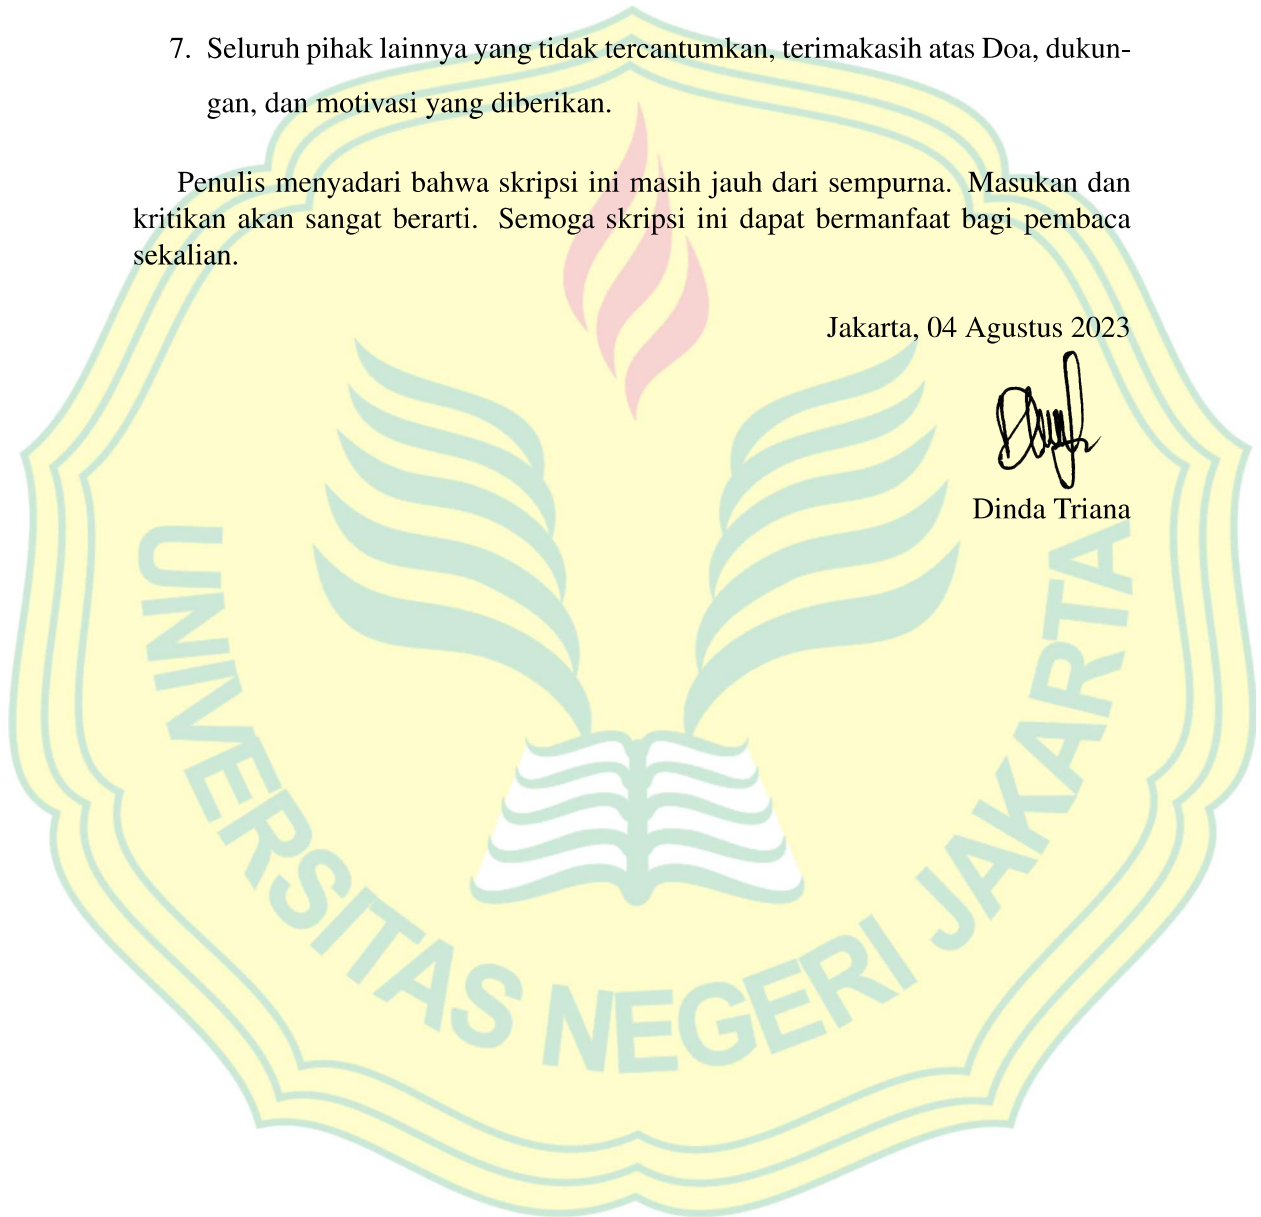 7. Seluruh pihak lainnya yang tidak tercantumkan, terimakasih atas Doa, dukun-
gan, dan motivasi yang diberikan.
Penulis menyadari bahwa skripsi ini masih jauh dari sempurna. Masukan dan
kritikan akan sangat berarti. Semoga skripsi ini dapat bermanfaat bagi pembaca
sekalian.
Jakarta, 04 Agustus 2023
Dinda Triana
UNIVERSITAS NEGERI JAKARTA